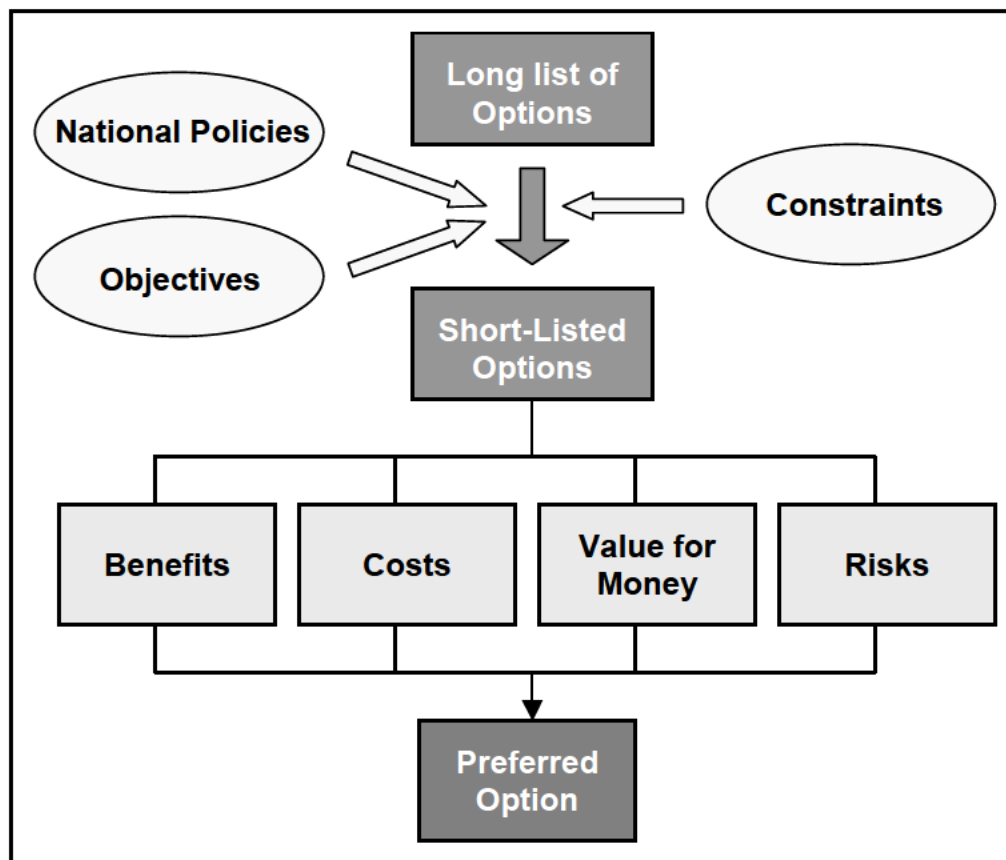 Long list of
Options
National Policies
Constraints
Objectives
Short-Listed
Options
Benefits
Costs
Value for
Money
Risks
Preferred
Option